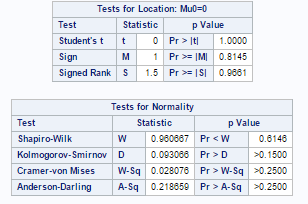 Tests for Location: Mu0=0
Test Statistic p Value
Student's t t 0 Pr > |t| 1.0000
Sign M 1 Pr >= |M| 0.8145
Signed Rank S 1.5 Pr >= |S| 0.9661
Tests for Normality
Test Statistic p Value
Shapiro-Wilk W 0.960667 Pr < W 0.6146
Kolmogorov-Smirnov D 0.093066 Pr > D >0.1500
Cramer-von Mises W-Sq 0.028076 Pr > W-Sq >0.2500
Anderson-Darling A-Sq 0.218659 Pr > A-Sq >0.2500